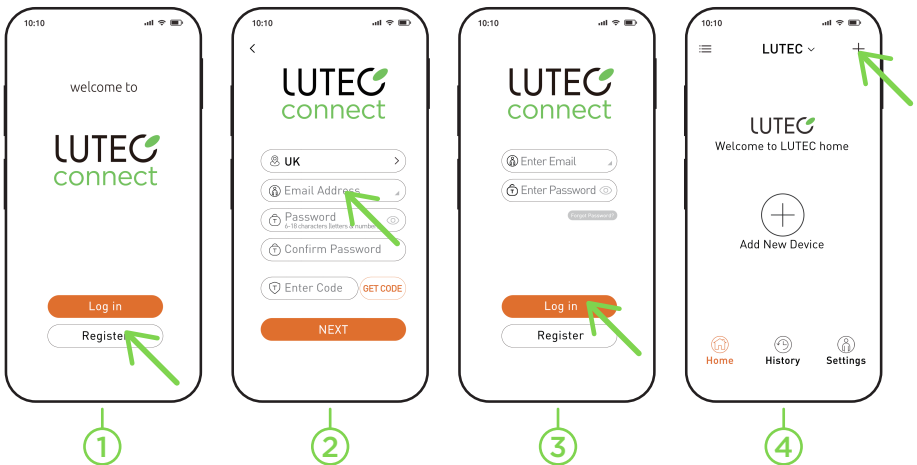 10:10
welcome to
LUTEC
connect
Log in
Register
1
10:10
LUTEC
connect
UK
Email Address
Password
6-18 characters (letters & number
Confirm Password
Enter Code
GET CODE
NEXT
2
10:10
LUTEC
connect
Enter Email
Enter Password
Forgot Password?
Log in
Register
3
10:10
LUTEC
LUTEC
Welcome to LUTEC home
Add New Device
Home
History
Settings
4